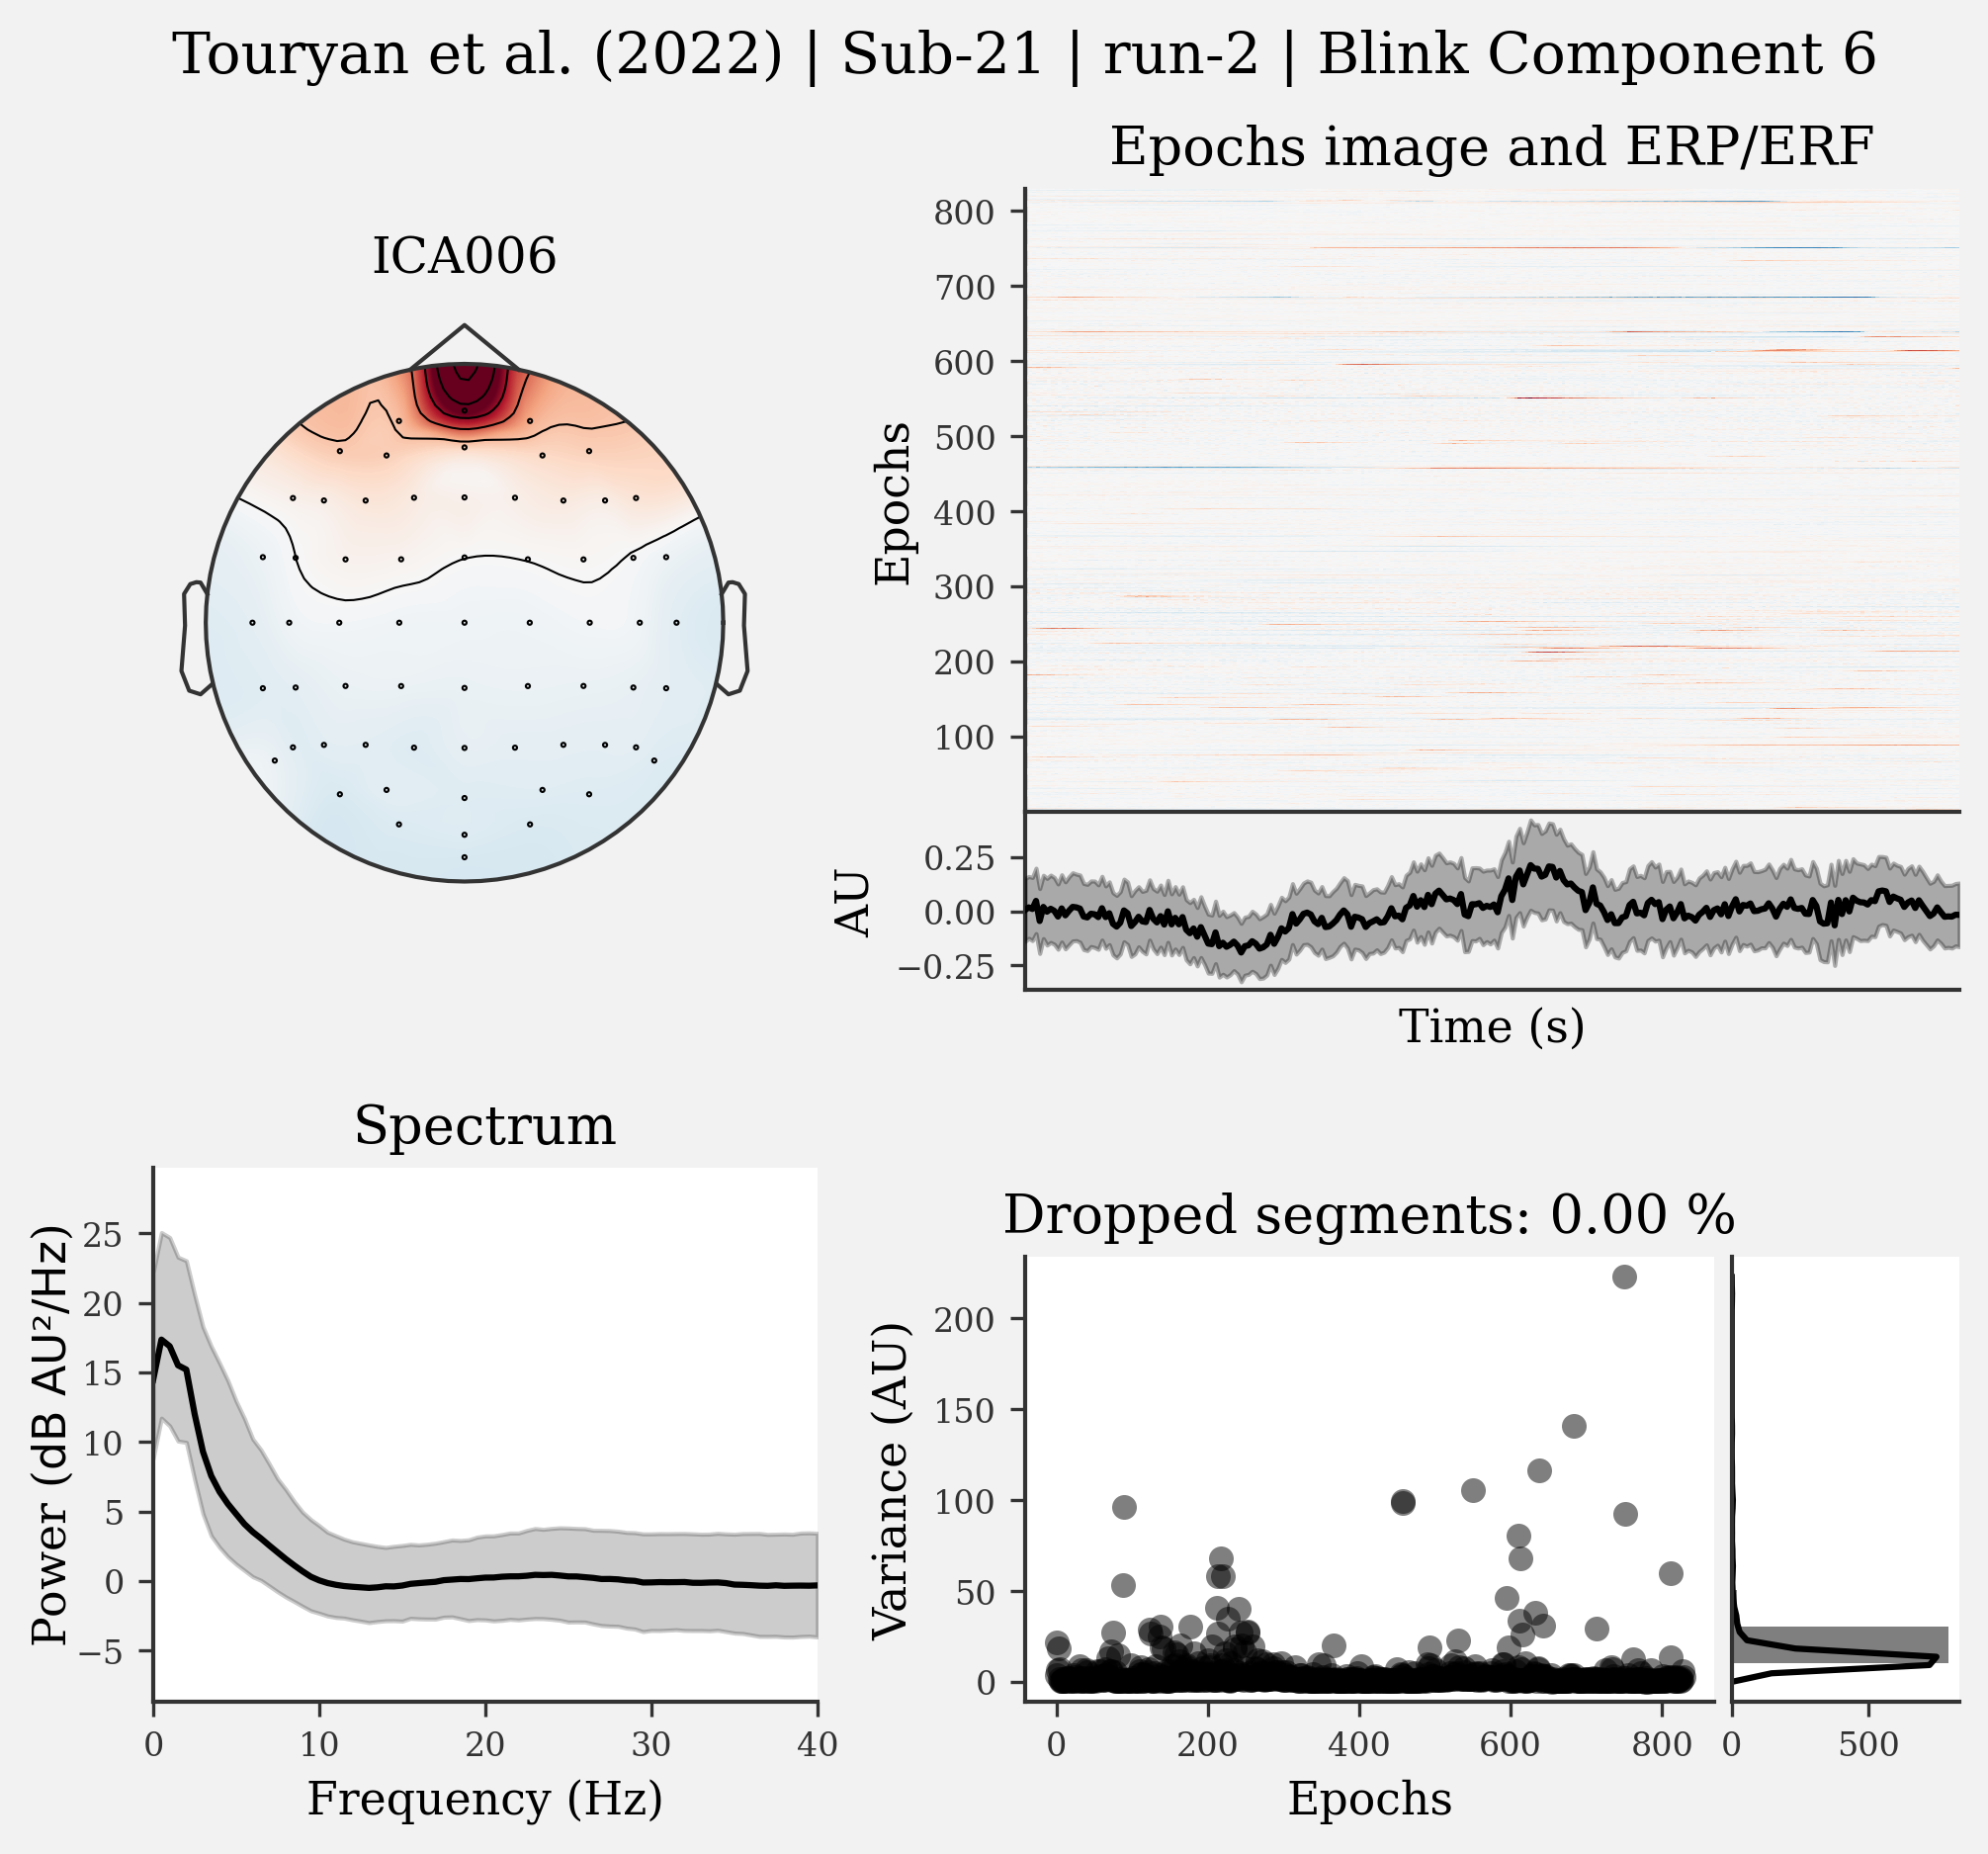 Touryan et al. (2022) | Sub-21 | run-2 | Blink Component 6
ICA006
Epochs image and ERP/ERF
800
700
600
500
400
300
200
100
Epochs
0.25
0.00
−0.25
AU
Time (s)
Spectrum
25
20
15
10
5
0
−5
Power (dB AU²/Hz)
0 10 20 30 40
Frequency (Hz)
Dropped segments: 0.00 %
200
150
100
50
0
Variance (AU)
0 200 400 600 800
0 500
Epochs